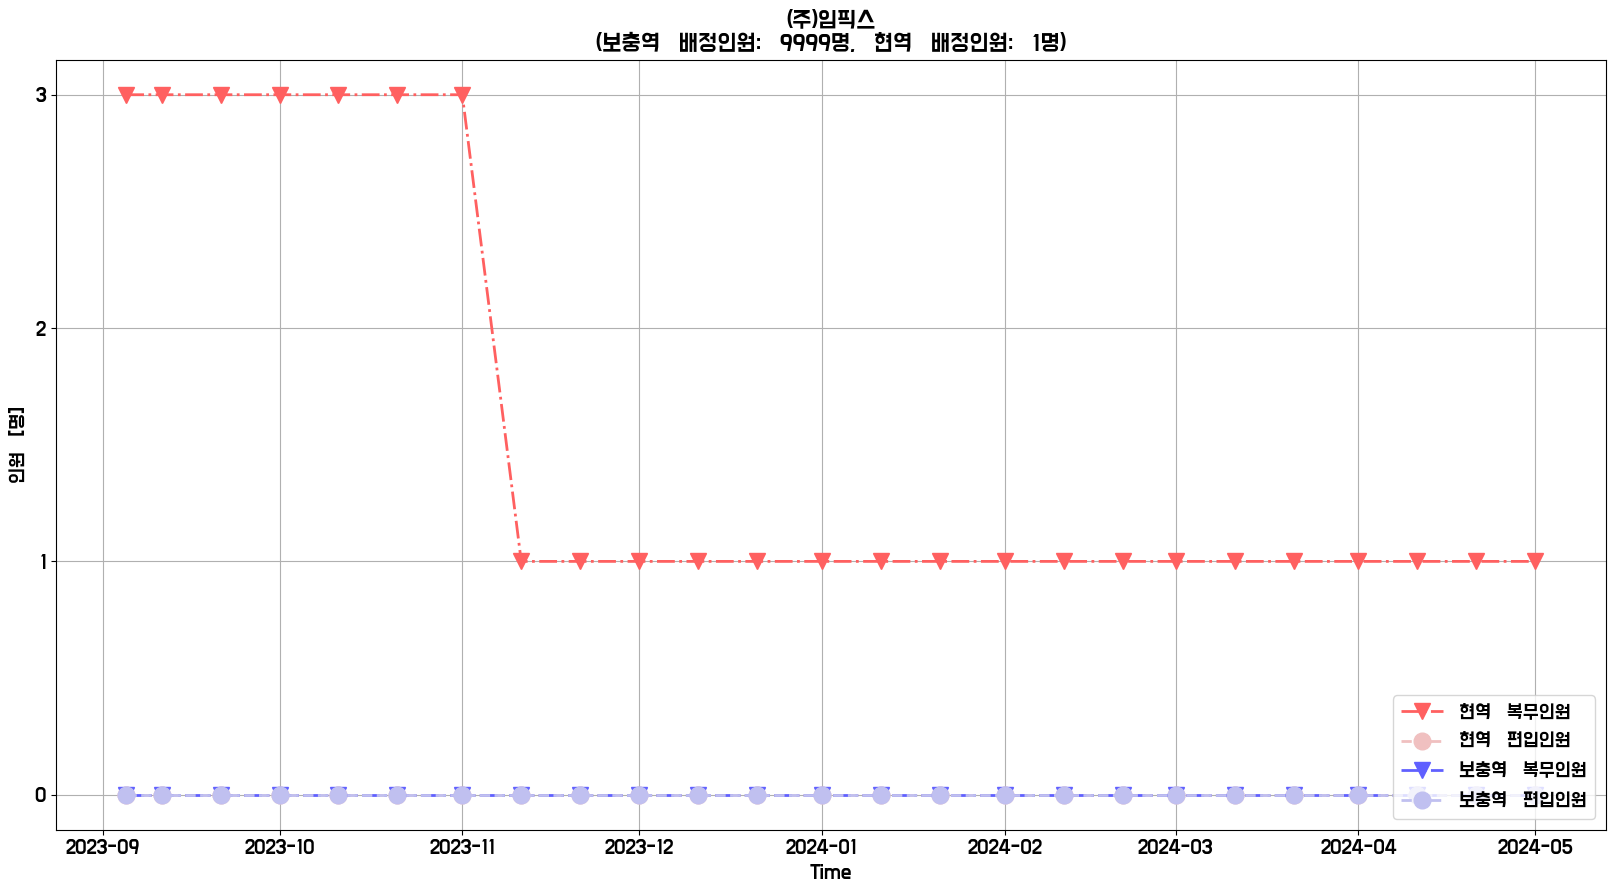 (주)임픽스
(보충역 배정인원: 9999명, 현역 배정인원: 1명)
3
2
1
0
인원 [명]
2023-09 2023-10 2023-11 2023-12 2024-01 2024-02 2024-03 2024-04 2024-05
Time
현역 복무인원
현역 편입인원
보충역 복무인원
보충역 편입인원